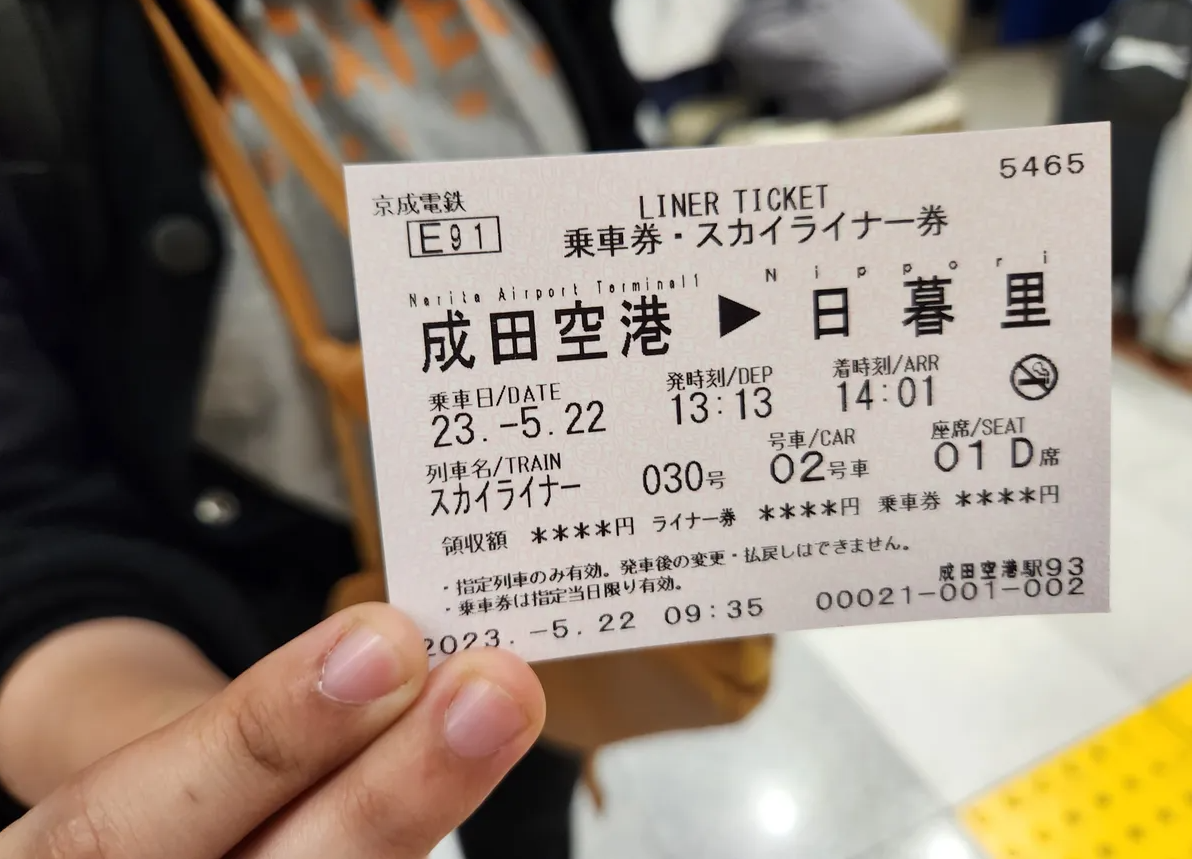 5465
京成電鉄
LINER TICKET
E91
乗車券・スカイライナー券
Narita Airport Terminal1 Nippori
成田空港 ▶ 日暮里
乗車日/DATE 発時刻/DEP 着時刻/ARR
23.-5.22 13:13 14:01
列車名/TRAIN 号車/CAR 座席/SEAT
スカイライナー 030号 02号車 01 D席
領収額 ****円 ライナー券 ****円 乗車券 ****円
・指定列車のみ有効。発車後の変更・払戻しはできません。
・乗車券は指定当日限り有効。
成田空港駅93
2023.-5.22 09:35 00021-001-002